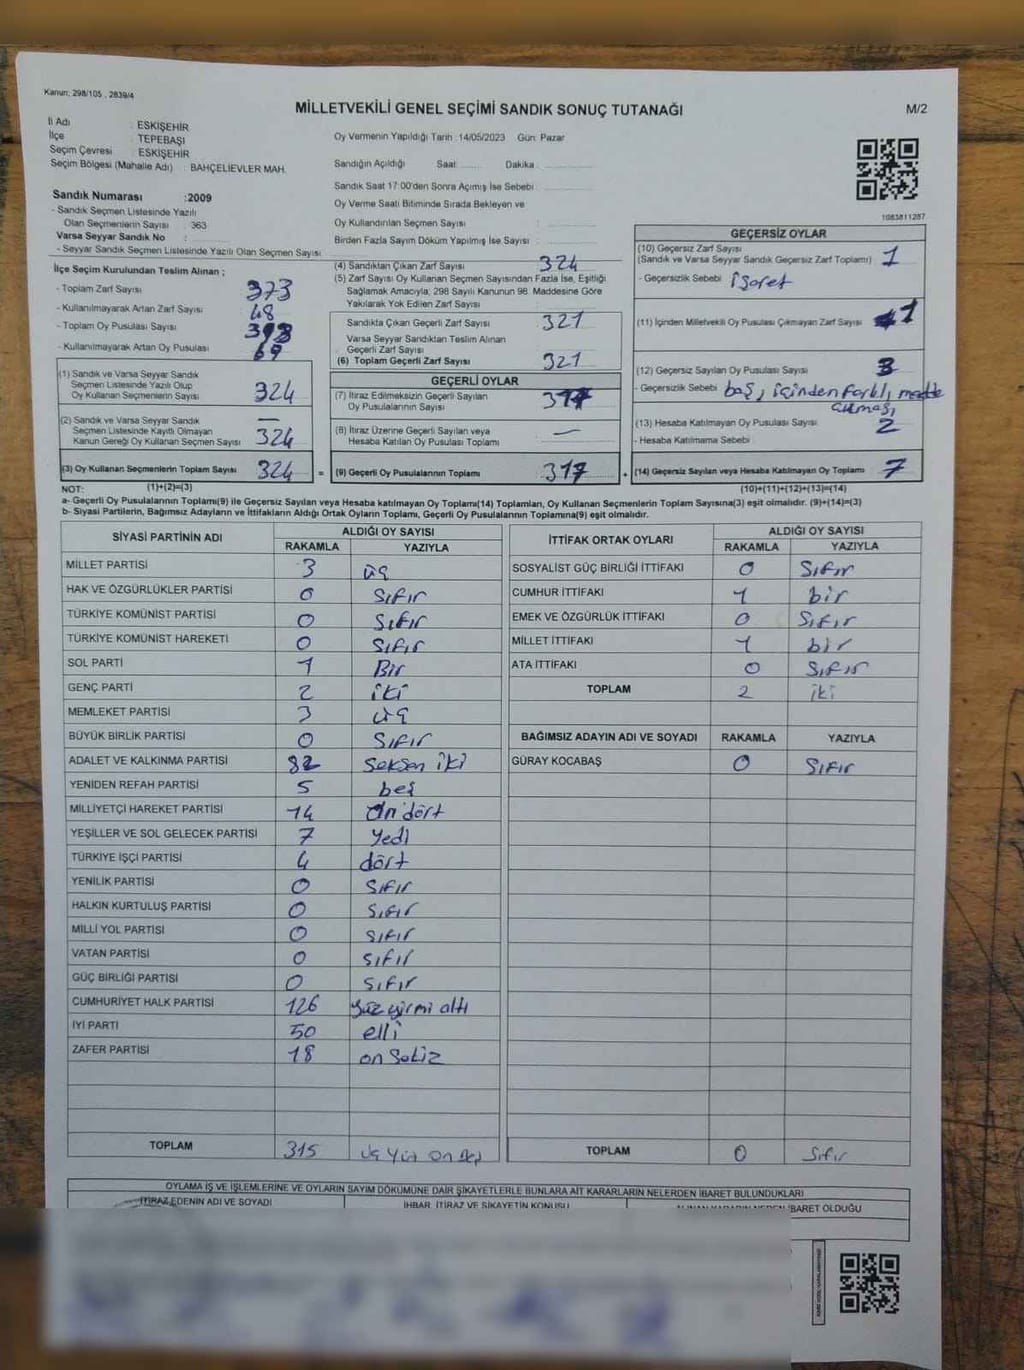 Kanun: 298/105 , 2839/4
MİLLETVEKİLİ GENEL SEÇİMİ SANDIK SONUÇ TUTANAĞI
M/2
İl Adı : ESKİŞEHİR
İlçe : TEPEBAŞI
Seçim Çevresi : ESKİŞEHİR
Seçim Bölgesi (Mahalle Adı) : BAHÇELİEVLER MAH.
Sandık Numarası :2009
- Sandık Seçmen Listesinde Yazılı
Olan Seçmenlerin Sayısı : 363
Varsa Seyyar Sandık No :
- Seyyar Sandık Seçmen Listesinde Yazılı Olan Seçmen Sayısı:
Oy Vermenin Yapıldığı Tarih :14/05/2023 Gün: Pazar
Sandığın Açıldığı Saat: Dakika :
Sandık Saat 17:00'den Sonra Açılmış İse Sebebi :
Oy Verme Saati Bitiminde Sırada Bekleyen ve
Oy Kullandırılan Seçmen Sayısı :
Birden Fazla Sayım Döküm Yapılmış İse Sayısı :
1083811287
İlçe Seçim Kurulundan Teslim Alınan ;
- Toplam Zarf Sayısı : 373
- Kullanılmayarak Artan Zarf Sayısı : 48
- Toplam Oy Pusulası Sayısı : 393
- Kullanılmayarak Artan Oy Pusulası : 69
(1) Sandık ve Varsa Seyyar Sandık
Seçmen Listesinde Yazılı Olup
Oy Kullanan Seçmenlerin Sayısı 324
(2) Sandık ve Varsa Seyyar Sandık
Seçmen Listesinde Kayıtlı Olmayan
Kanun Gereği Oy Kullanan Seçmen Sayısı — 324
(3) Oy Kullanan Seçmenlerin Toplam Sayısı 324
(4) Sandıktan Çıkan Zarf Sayısı : 324
(5) Zarf Sayısı Oy Kullanan Seçmen Sayısından Fazla İse, Eşitliği
Sağlamak Amacıyla; 298 Sayılı Kanunun 98. Maddesine Göre
Yakılarak Yok Edilen Zarf Sayısı :
Sandıkta Çıkan Geçerli Zarf Sayısı : 321
Varsa Seyyar Sandıktan Teslim Alınan
Geçerli Zarf Sayısı :
(6) Toplam Geçerli Zarf Sayısı : 321
GEÇERLİ OYLAR
(7) İtiraz Edilmeksizin Geçerli Sayılan
Oy Pusulalarının Sayısı : 317
(8) İtiraz Üzerine Geçerli Sayılan veya
Hesaba Katılan Oy Pusulası Toplamı : —
= (9) Geçerli Oy Pusulalarının Toplamı : 317 +
GEÇERSİZ OYLAR
(10) Geçersiz Zarf Sayısı
(Sandık ve Varsa Seyyar Sandık Geçersiz Zarf Toplamı) : 1
- Geçersizlik Sebebi : işaret
(11) İçinden Milletvekili Oy Pusulası Çıkmayan Zarf Sayısı : 1
(12) Geçersiz Sayılan Oy Pusulası Sayısı : 3
- Geçersizlik Sebebi : boş, içinden farklı madde
çıkması
(13) Hesaba Katılmayan Oy Pusulası Sayısı : 2
- Hesaba Katılmama Sebebi :
(14) Geçersiz Sayılan veya Hesaba Katılmayan Oy Toplamı : 7
NOT: (1)+(2)=(3)
(10)+(11)+(12)+(13)=(14)
a- Geçerli Oy Pusulalarının Toplamı(9) ile Geçersiz Sayılan veya Hesaba katılmayan Oy Toplamı(14) Toplamları, Oy Kullanan Seçmenlerin Toplam Sayısına(3) eşit olmalıdır. (9)+(14)=(3)
b- Siyasi Partilerin, Bağımsız Adayların ve İttifakların Aldığı Ortak Oyların Toplamı, Geçerli Oy Pusulalarının Toplamına(9) eşit olmalıdır.
SİYASİ PARTİNİN ADI ALDIĞI OY SAYISI
RAKAMLA YAZIYLA
MİLLET PARTİSİ 3 üç
HAK VE ÖZGÜRLÜKLER PARTİSİ 0 Sıfır
TÜRKİYE KOMÜNİST PARTİSİ 0 Sıfır
TÜRKİYE KOMÜNİST HAREKETİ 0 Sıfır
SOL PARTİ 1 Bir
GENÇ PARTİ 2 iki
MEMLEKET PARTİSİ 3 üç
BÜYÜK BİRLİK PARTİSİ 0 Sıfır
ADALET VE KALKINMA PARTİSİ 82 Seksen iki
YENİDEN REFAH PARTİSİ 5 beş
MİLLİYETÇİ HAREKET PARTİSİ 14 On dört
YEŞİLLER VE SOL GELECEK PARTİSİ 7 Yedi
TÜRKİYE İŞÇİ PARTİSİ 4 dört
YENİLİK PARTİSİ 0 Sıfır
HALKIN KURTULUŞ PARTİSİ 0 Sıfır
MİLLİ YOL PARTİSİ 0 Sıfır
VATAN PARTİSİ 0 Sıfır
GÜÇ BİRLİĞİ PARTİSİ 0 Sıfır
CUMHURİYET HALK PARTİSİ 126 yüz yirmi altı
İYİ PARTİ 50 elli
ZAFER PARTİSİ 18 on Sekiz
TOPLAM 315 üç Yüz On Beş
İTTİFAK ORTAK OYLARI ALDIĞI OY SAYISI
RAKAMLA YAZIYLA
SOSYALİST GÜÇ BİRLİĞİ İTTİFAKI 0 Sıfır
CUMHUR İTTİFAKI 1 bir
EMEK VE ÖZGÜRLÜK İTTİFAKI 0 Sıfır
MİLLET İTTİFAKI 1 bir
ATA İTTİFAKI 0 Sıfır
TOPLAM 2 iki
BAĞIMSIZ ADAYIN ADI VE SOYADI RAKAMLA YAZIYLA
GÜRAY KOCABAŞ 0 Sıfır
TOPLAM 0 Sıfır
OYLAMA İŞ VE İŞLEMLERİNE VE OYLARIN SAYIM DÖKÜMÜNE DAİR ŞİKAYETLERLE BUNLARA AİT KARARLARIN NELERDEN İBARET BULUNDUKLARI
İTİRAZ EDENİN ADI VE SOYADI
İHBAR, İTİRAZ VE ŞİKAYETİN KONUSU
ALINAN KARARIN NEDEN İBARET OLDUĞU